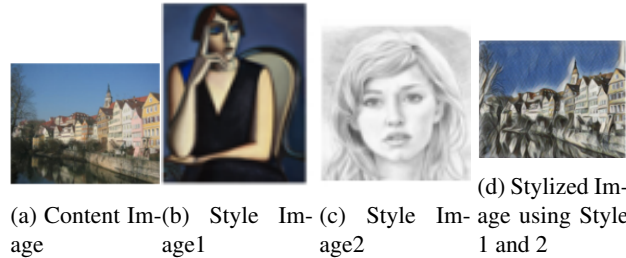 (a) Content Im-
age
(b) Style Im-
age1
(c) Style Im-
age2
(d) Stylized Im-
age using Style
1 and 2